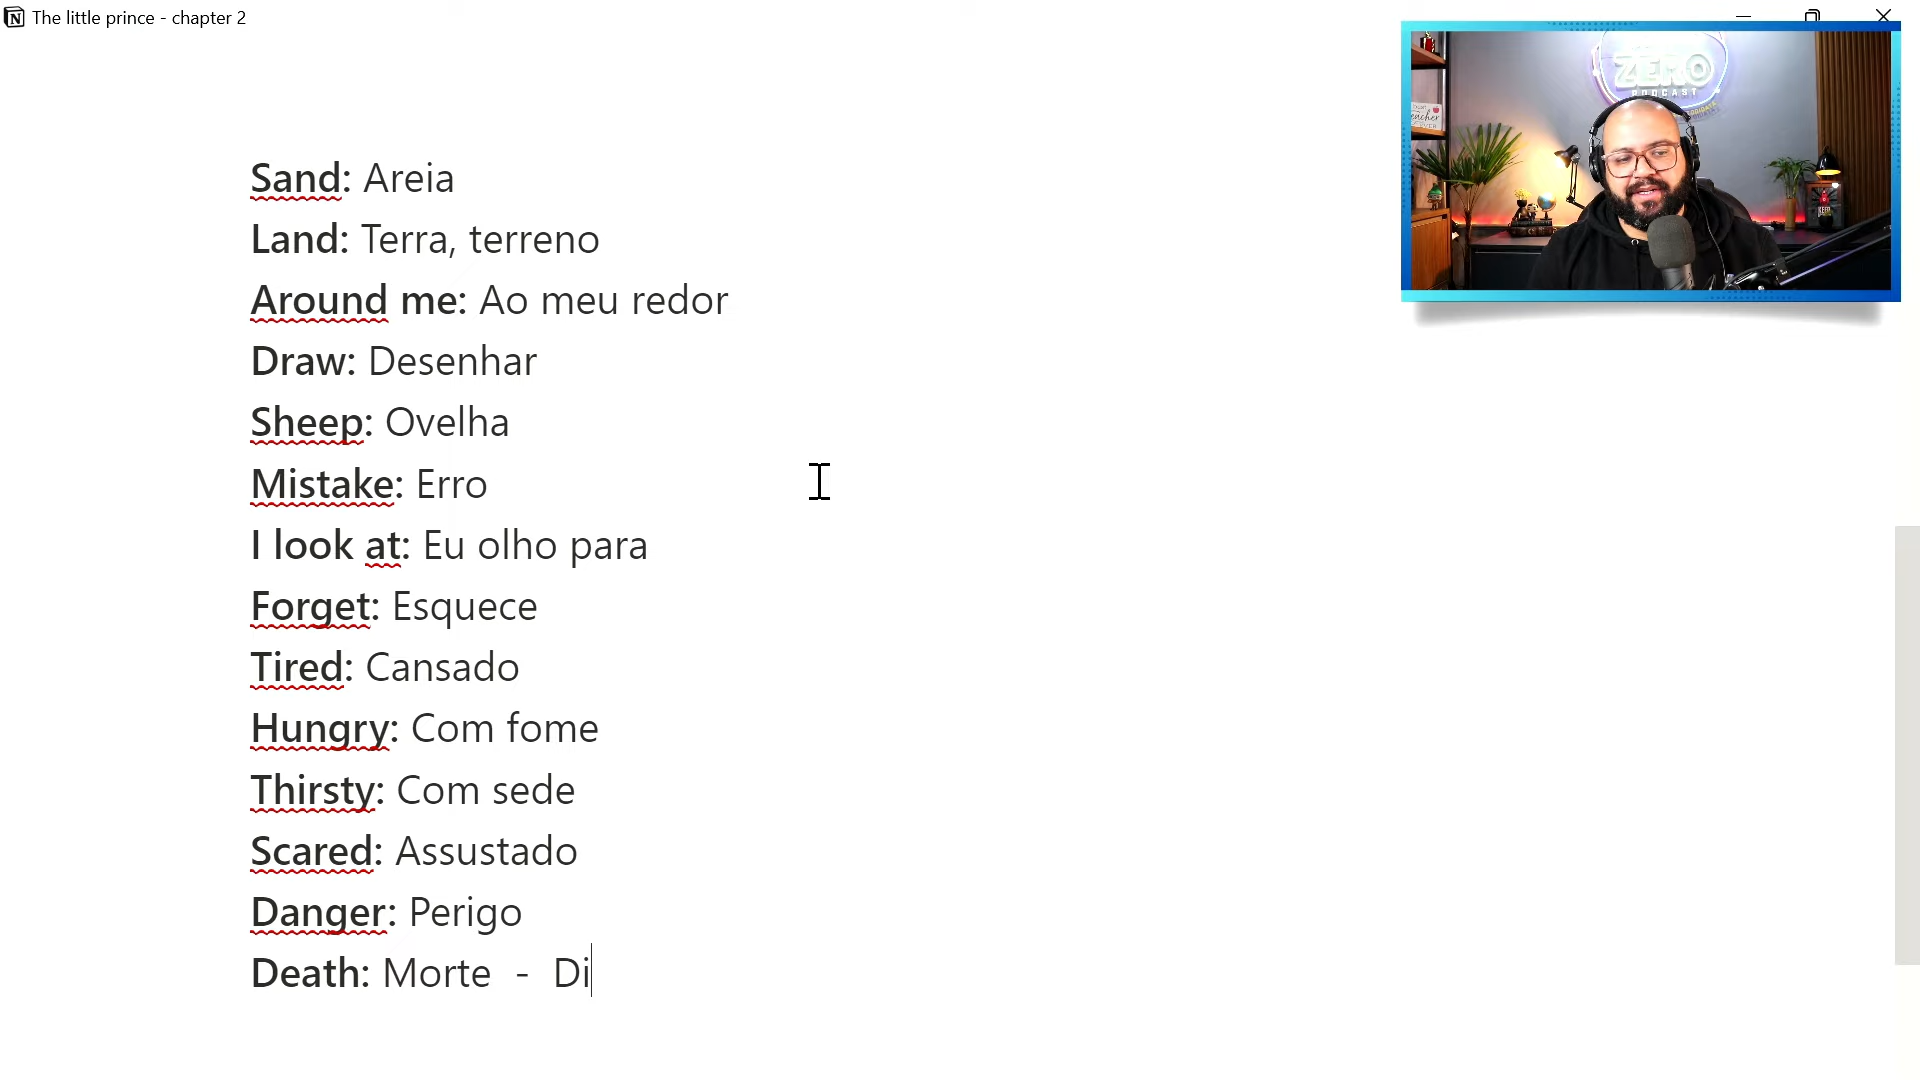 The little prince - chapter 2
ZERO
PODCAST
Sand: Areia
Land: Terra, terreno
Around me: Ao meu redor
Draw: Desenhar
Sheep: Ovelha
Mistake: Erro
I look at: Eu olho para
Forget: Esquece
Tired: Cansado
Hungry: Com fome
Thirsty: Com sede
Scared: Assustado
Danger: Perigo
Death: Morte - Di